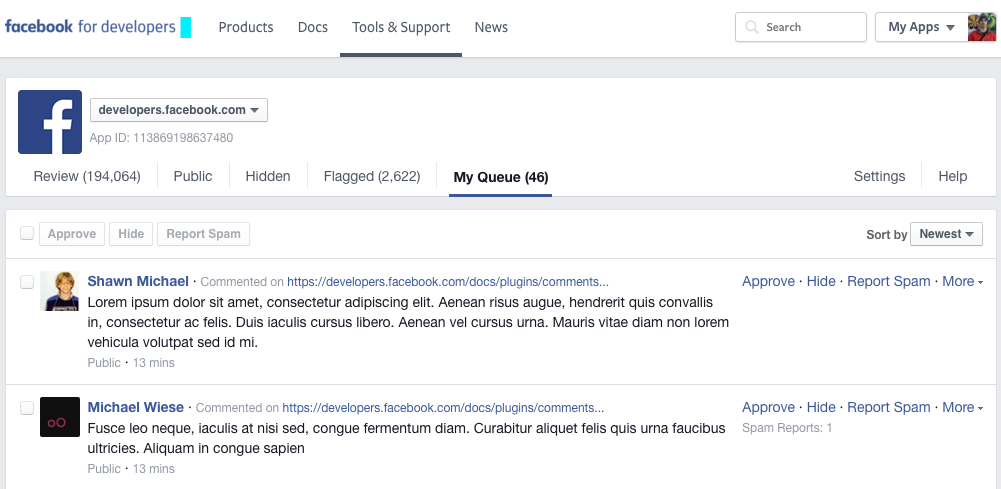 facebook for developers Products Docs Tools & Support News Search My Apps
developers.facebook.com
App ID: 113869198637480
Review (194,064) Public Hidden Flagged (2,622) My Queue (46) Settings Help
Approve Hide Report Spam Sort by Newest
Shawn Michael · Commented on https://developers.facebook.com/docs/plugins/comments... Approve · Hide · Report Spam · More
Lorem ipsum dolor sit amet, consectetur adipiscing elit. Aenean risus augue, hendrerit quis convallis
in, consectetur ac felis. Duis iaculis cursus libero. Aenean vel cursus urna. Mauris vitae diam non lorem
vehicula volutpat sed id mi.
Public · 13 mins
Michael Wiese · Commented on https://developers.facebook.com/docs/plugins/comments... Approve · Hide · Report Spam · More
Fusce leo neque, iaculis at nisi sed, congue fermentum diam. Curabitur aliquet felis quis urna faucibus Spam Reports: 1
ultricies. Aliquam in congue sapien
Public · 13 mins